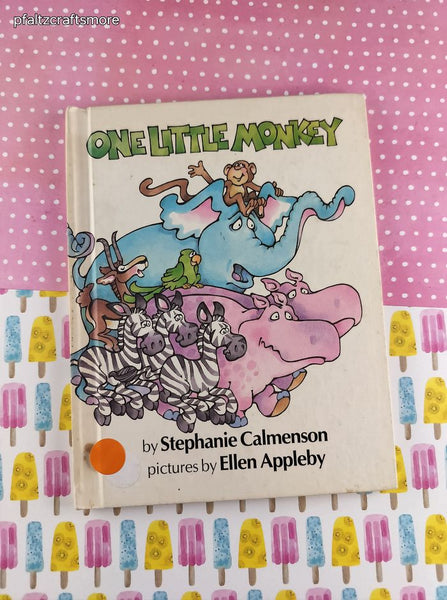 pfaltzcraftsmore
ONE LITTLE MONKEY
by Stephanie Calmenson
pictures by Ellen Appleby